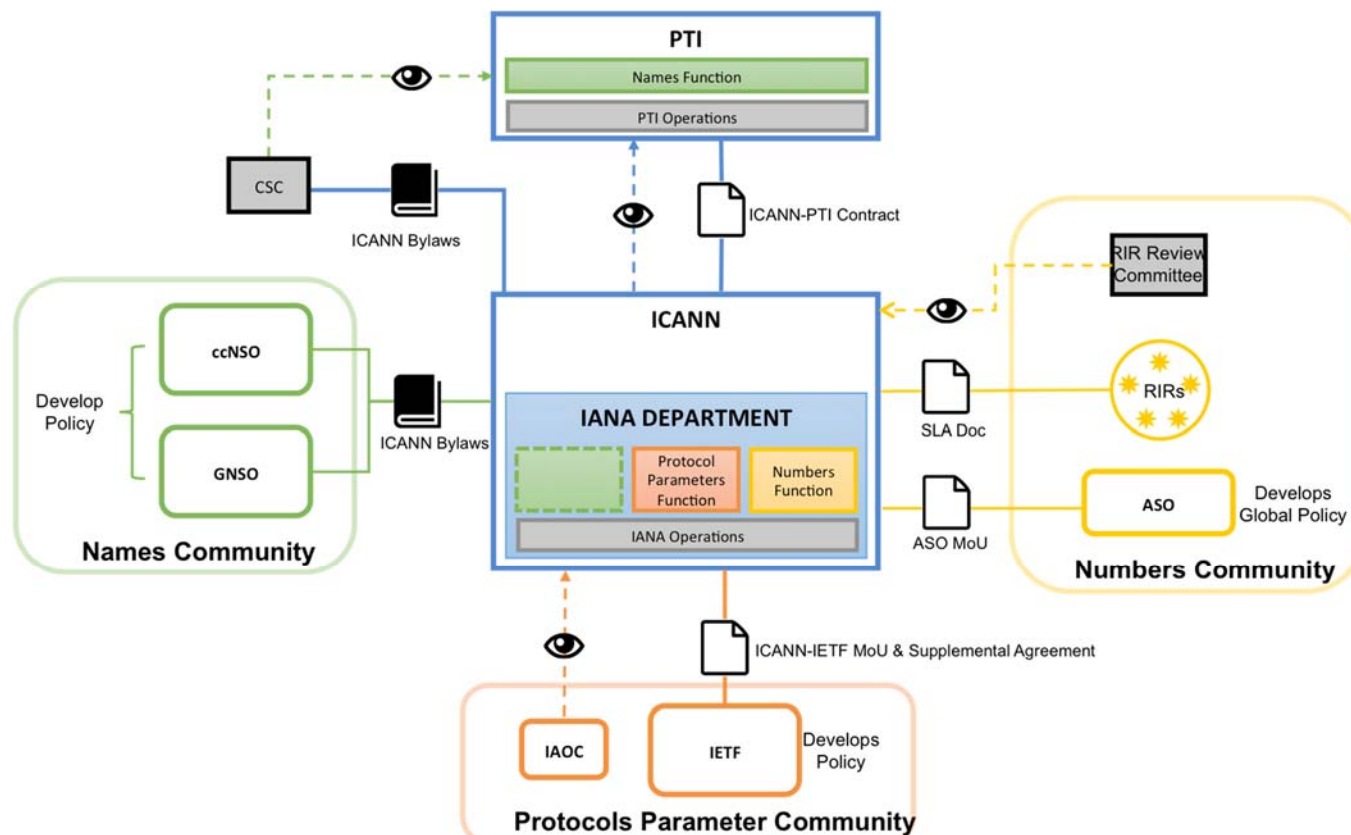 PTI
Names Function
PTI Operations
CSC
ICANN Bylaws
ICANN-PTI Contract
RIR Review
Committee
ICANN
ccNSO
Develop
Policy
GNSO
ICANN Bylaws
Names Community
IANA DEPARTMENT
Protocol
Parameters
Function
Numbers
Function
IANA Operations
SLA Doc
RIRs
ASO MoU
ASO
Develops
Global Policy
Numbers Community
ICANN-IETF MoU & Supplemental Agreement
IAOC
IETF
Develops
Policy
Protocols Parameter Community